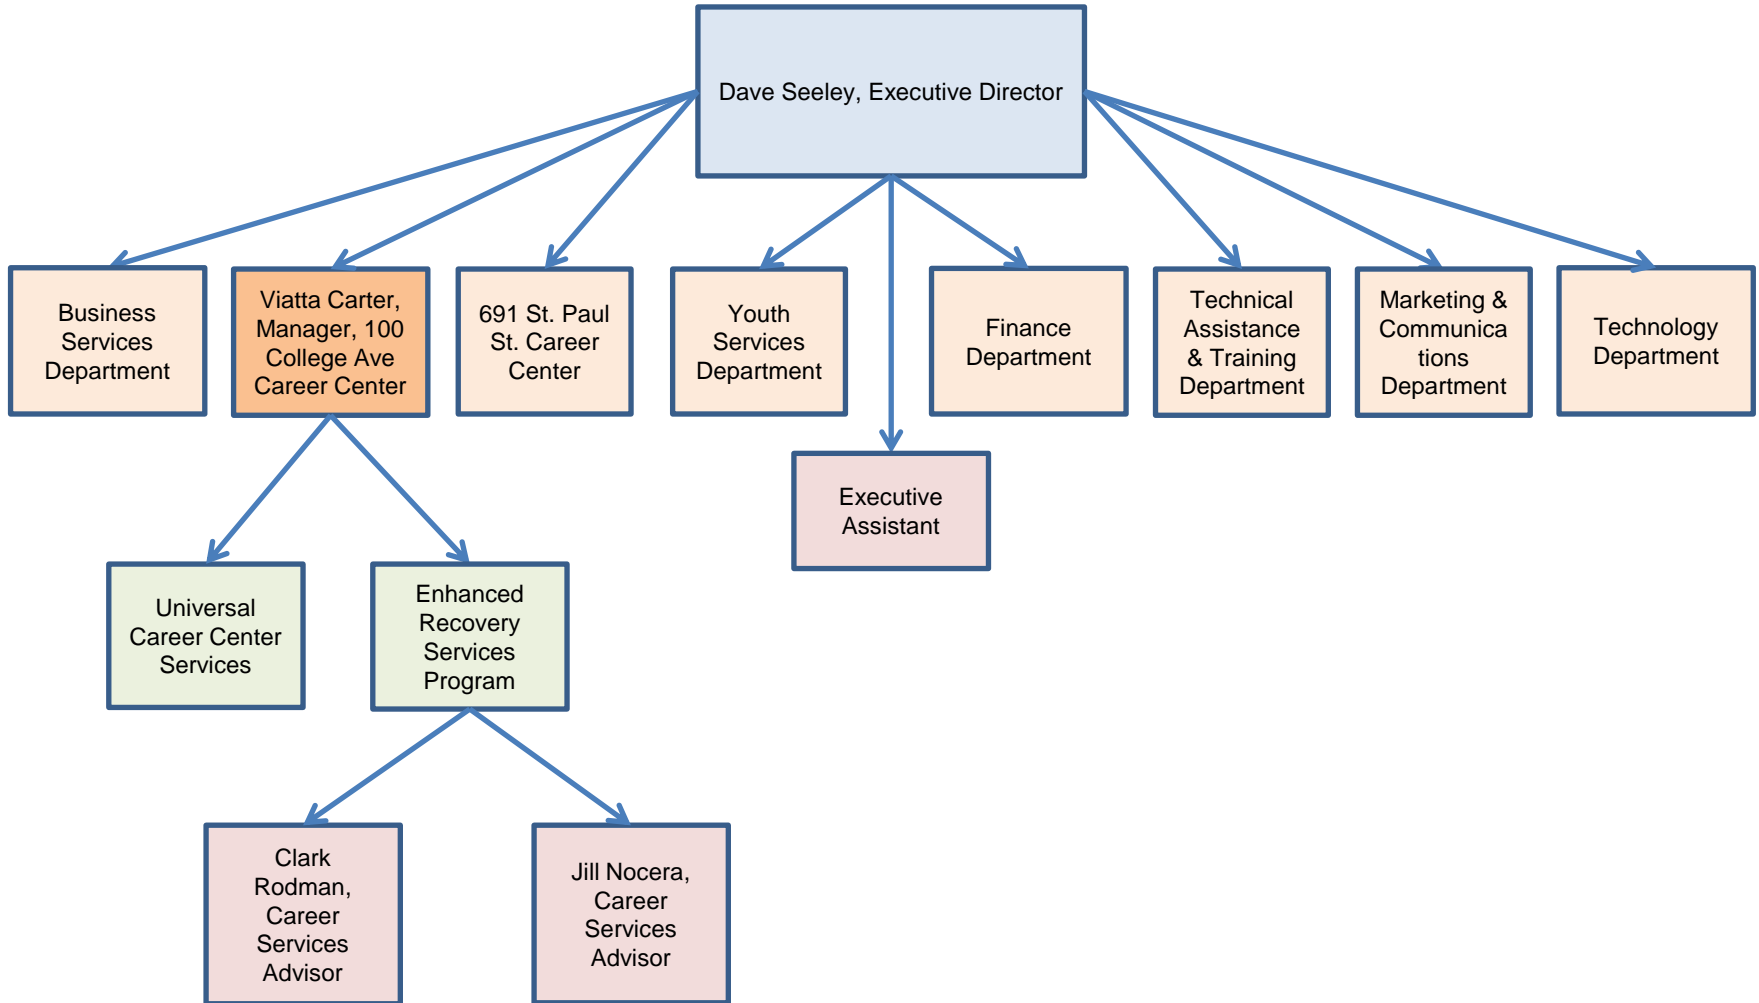 Dave Seeley, Executive Director
Business
Services
Department
Viatta Carter,
Manager, 100
College Ave
Career Center
691 St. Paul
St. Career
Center
Youth
Services
Department
Finance
Department
Technical
Assistance
& Training
Department
Marketing &
Communica
tions
Department
Technology
Department
Executive
Assistant
Universal
Career Center
Services
Enhanced
Recovery
Services
Program
Clark
Rodman,
Career
Services
Advisor
Jill Nocera,
Career
Services
Advisor